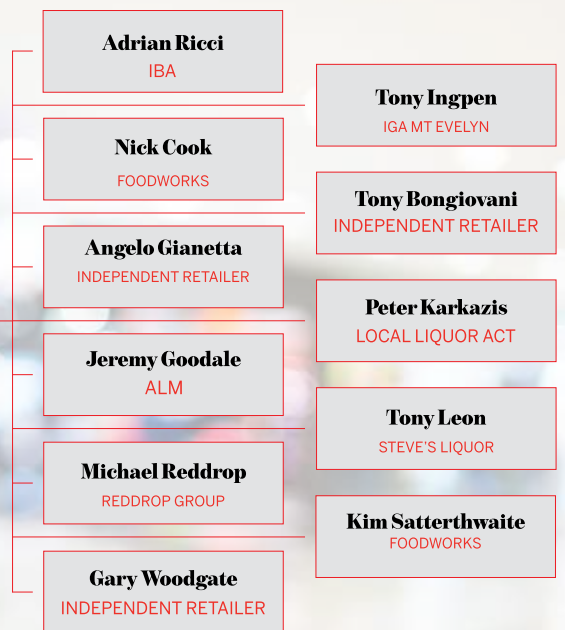 Adrian Ricci
IBA
Tony Ingpen
IGA MT EVELYN
Nick Cook
FOODWORKS
Tony Bongiovani
INDEPENDENT RETAILER
Angelo Gianetta
INDEPENDENT RETAILER
Peter Karkazis
LOCAL LIQUOR ACT
Jeremy Goodale
ALM
Tony Leon
STEVE'S LIQUOR
Michael Reddrop
REDDROP GROUP
Kim Satterthwaite
FOODWORKS
Gary Woodgate
INDEPENDENT RETAILER